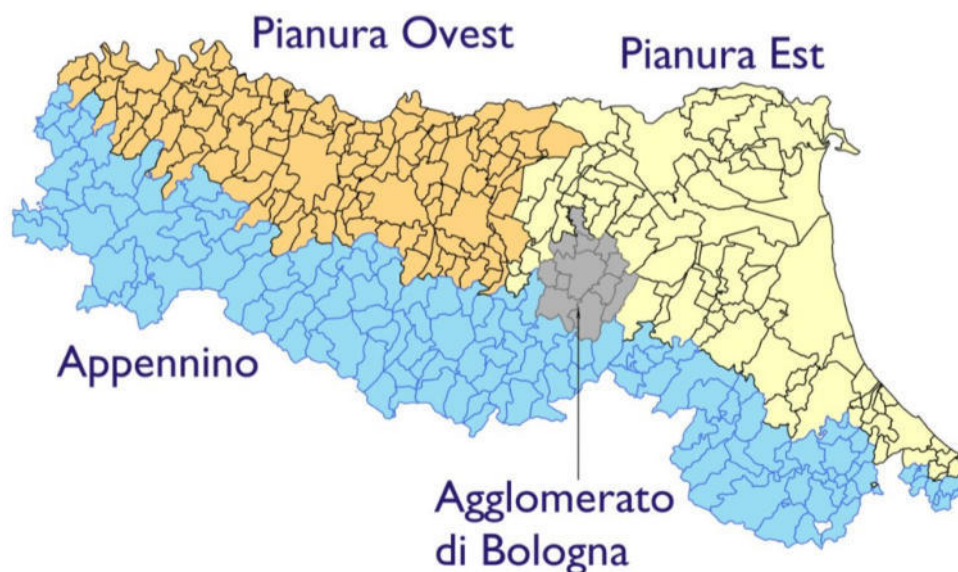 Pianura Ovest
Pianura Est
Appennino
Agglomerato
di Bologna